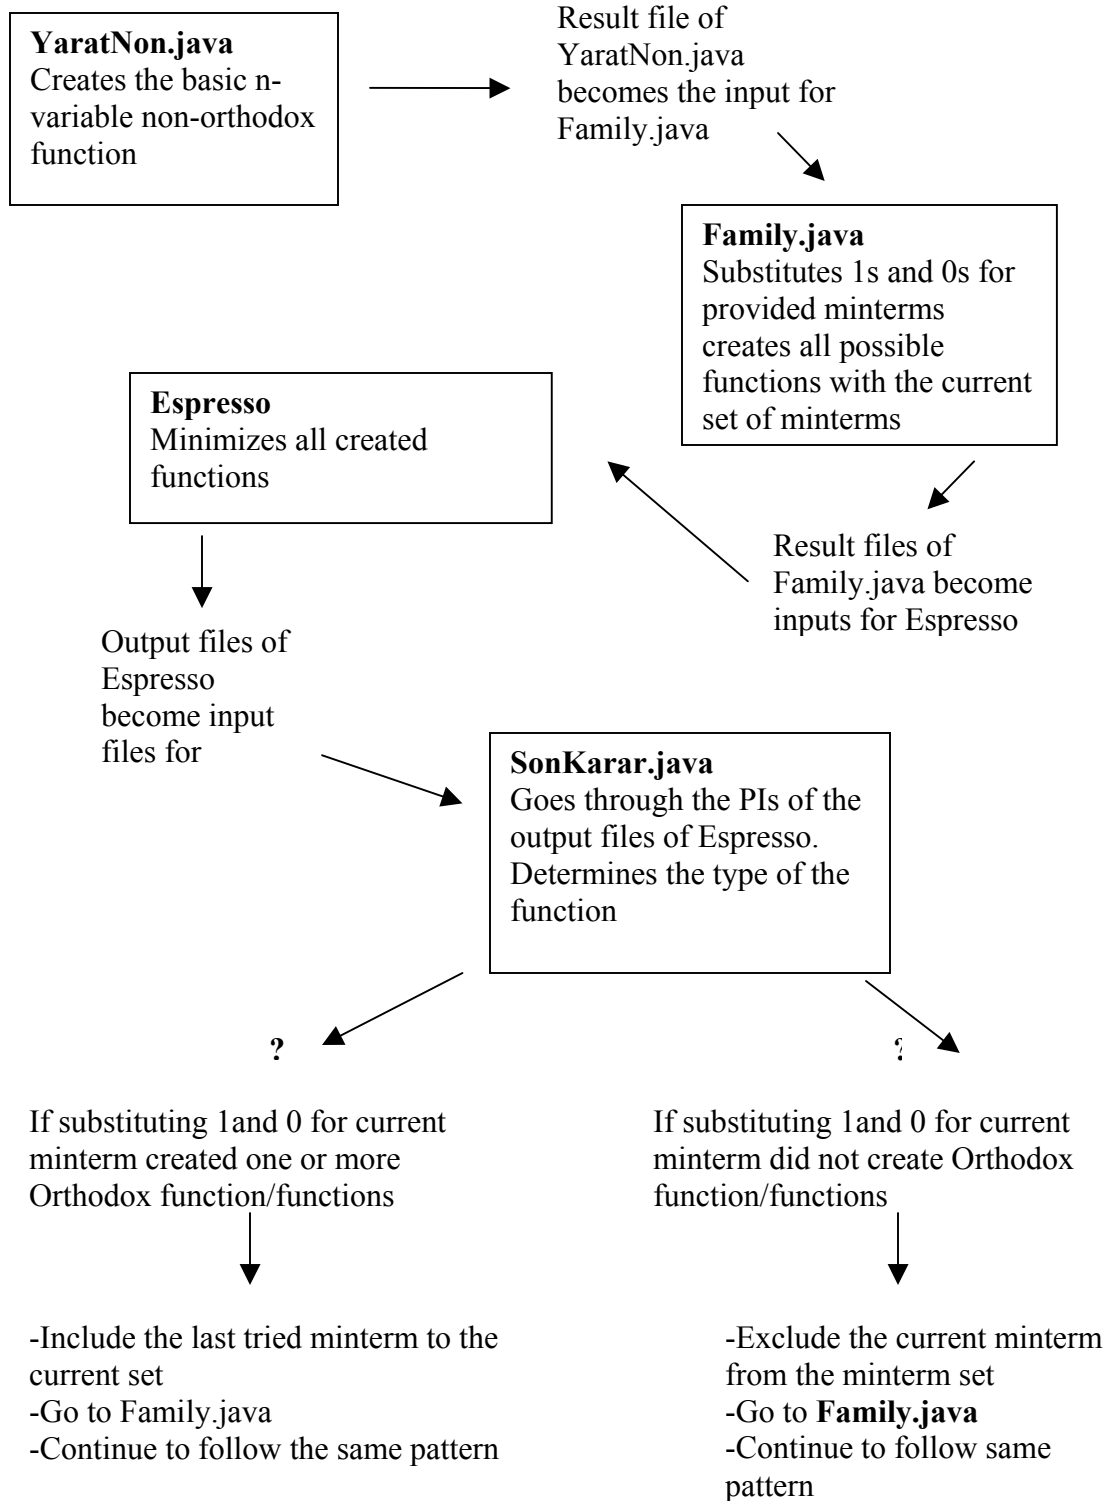 YaratNon.java
Creates the basic n-
variable non-orthodox
function
Result file of
YaratNon.java
becomes the input for
Family.java
Family.java
Substitutes 1s and 0s for
provided minterms
creates all possible
functions with the current
set of minterms
Espresso
Minimizes all created
functions
Result files of
Family.java become
inputs for Espresso
Output files of
Espresso
become input
files for
SonKarar.java
Goes through the PIs of the
output files of Espresso.
Determines the type of the
function
?
If substituting 1and 0 for current
minterm created one or more
Orthodox function/functions
-Include the last tried minterm to the
current set
-Go to Family.java
-Continue to follow the same pattern
?
If substituting 1and 0 for current
minterm did not create Orthodox
function/functions
-Exclude the current minterm
from the minterm set
-Go to Family.java
-Continue to follow same
pattern